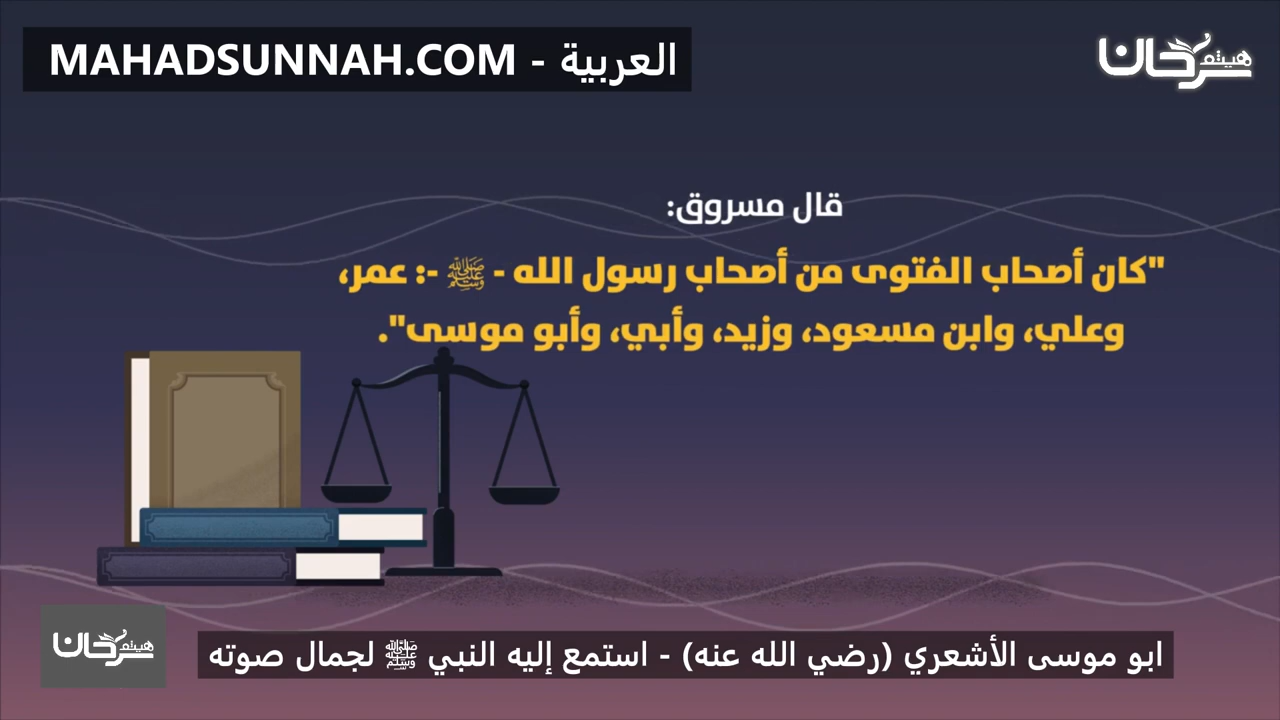 MAHADSUNNAH.COM - العربية
هيثم سرحان
قال مسروق:
"كان أصحاب الفتوى من أصحاب رسول الله - ﷺ -: عمر،
وعلي، وابن مسعود، وزيد، وأبي، وأبو موسى".
هيثم سرحان
ابو موسى الأشعري (رضي الله عنه) - استمع إليه النبي ﷺ لجمال صوته